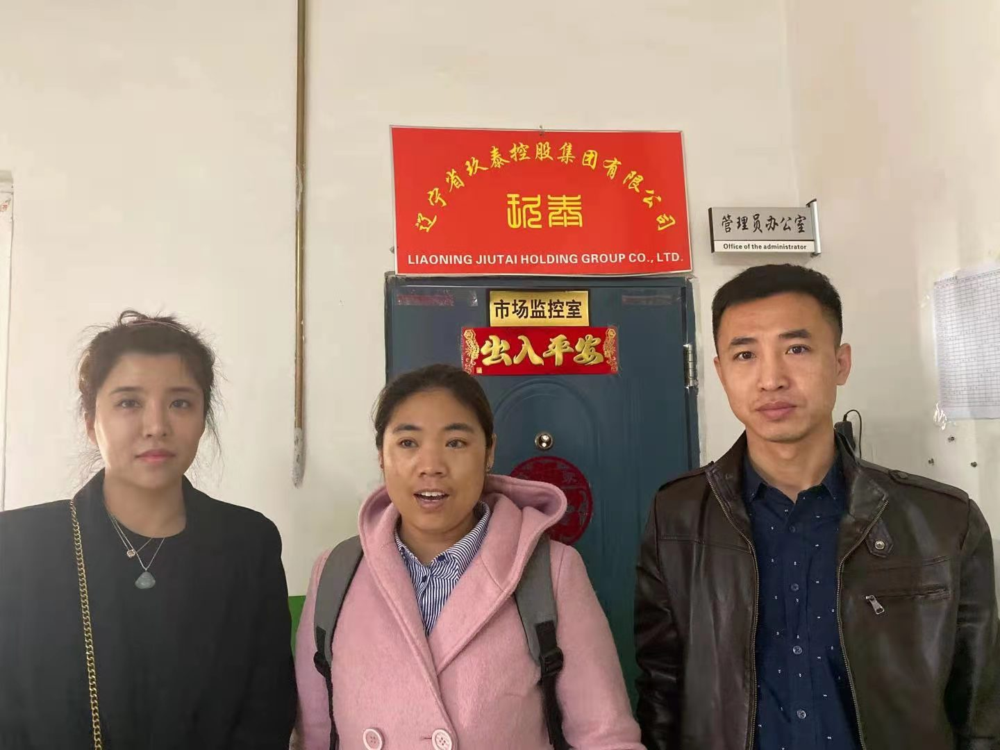 辽宁省玖泰控股集团有限公司
玖泰
LIAONING JIUTAI HOLDING GROUP CO., LTD.
管理员办公室
Office of the administrator
市场监控室
出入平安